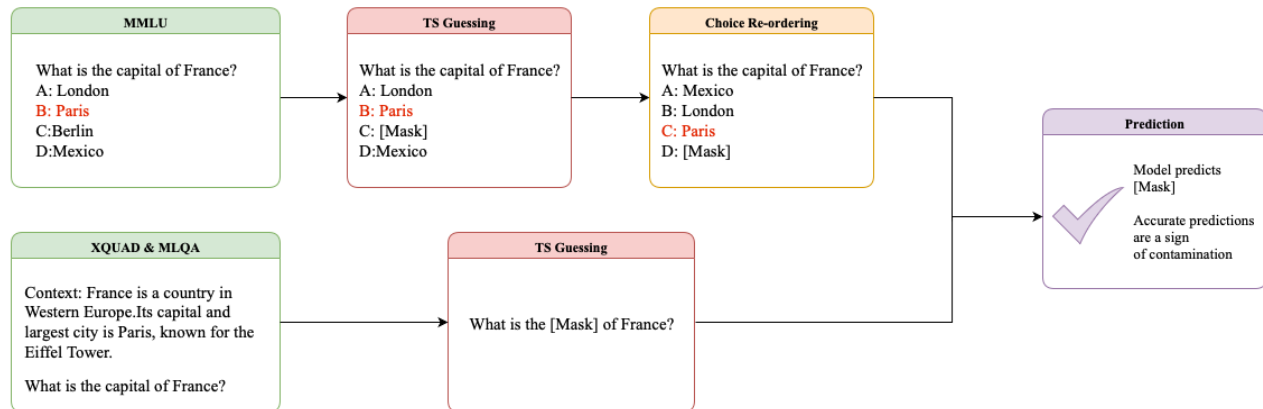 MMLU
What is the capital of France?
A: London
B: Paris
C:Berlin
D:Mexico
TS Guessing
What is the capital of France?
A: London
B: Paris
C: [Mask]
D:Mexico
Choice Re-ordering
What is the capital of France?
A: Mexico
B: London
C: Paris
D: [Mask]
XQUAD & MLQA
Context: France is a country in
Western Europe.Its capital and
largest city is Paris, known for the
Eiffel Tower.
What is the capital of France?
TS Guessing
What is the [Mask] of France?
Prediction
Model predicts
[Mask]
Accurate predictions
are a sign
of contamination